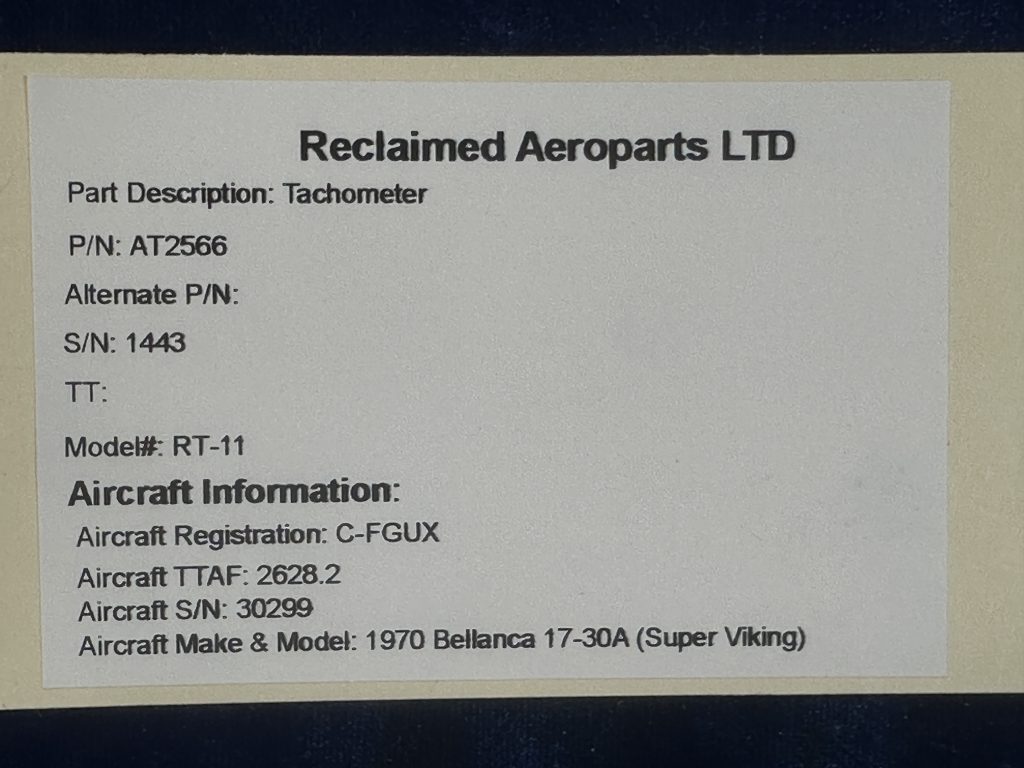 Reclaimed Aeroparts LTD
Part Description: Tachometer
P/N: AT2566
Alternate P/N:
S/N: 1443
TT:
Model#: RT-11
Aircraft Information:
Aircraft Registration: C-FGUX
Aircraft TTAF: 2628.2
Aircraft S/N: 30299
Aircraft Make & Model: 1970 Bellanca 17-30A (Super Viking)